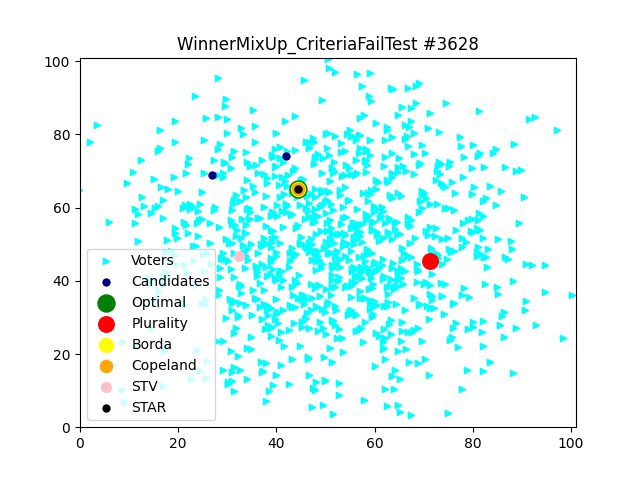 WinnerMixUp_CriteriaFailTest #3628
100
80
60
40
20
0
Voters
Candidates
Optimal
Plurality
Borda
Copeland
STV
STAR
0 20 40 60 80 100